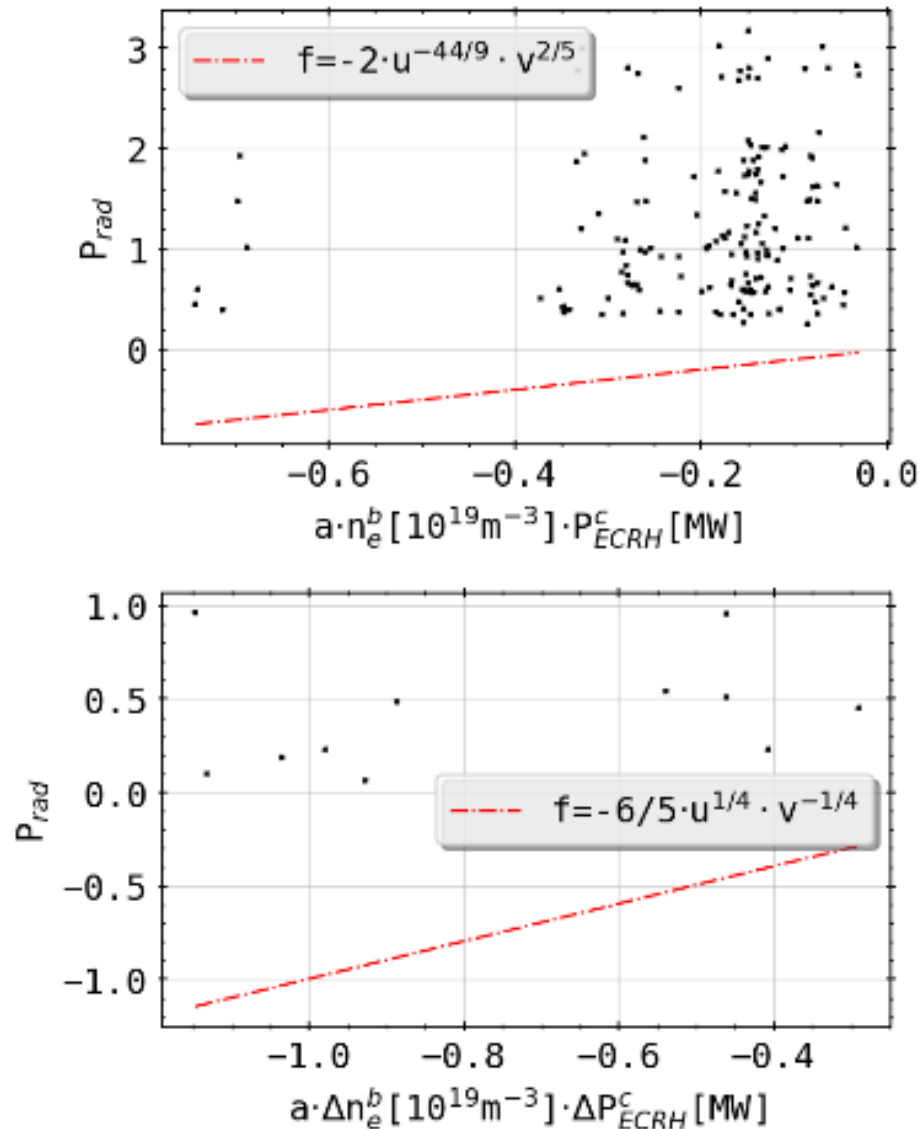 f=-2·u^{-44/9} · v^{2/5}
3
2
1
0
P_{rad}
−0.6 −0.4 −0.2 0.0
a·n_e^b[10^{19}m^{−3}]·P_{ECRH}^c[MW]
1.0
0.5
0.0
−0.5
−1.0
P_{rad}
f=-6/5·u^{1/4} · v^{-1/4}
−1.0 −0.8 −0.6 −0.4
a·Δn_e^b[10^{19}m^{−3}]·ΔP_{ECRH}^c[MW]